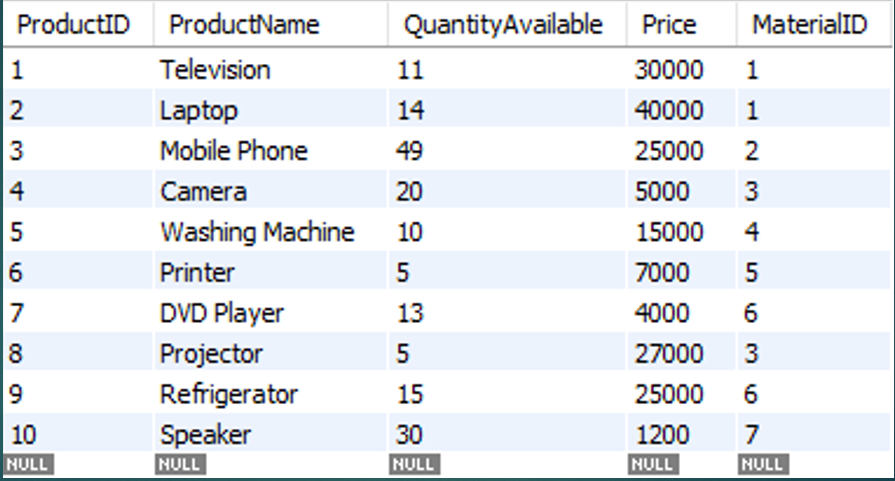 ProductID ProductName QuantityAvailable Price MaterialID
1 Television 11 30000 1
2 Laptop 14 40000 1
3 Mobile Phone 49 25000 2
4 Camera 20 5000 3
5 Washing Machine 10 15000 4
6 Printer 5 7000 5
7 DVD Player 13 4000 6
8 Projector 5 27000 3
9 Refrigerator 15 25000 6
10 Speaker 30 1200 7
NULL NULL NULL NULL NULL